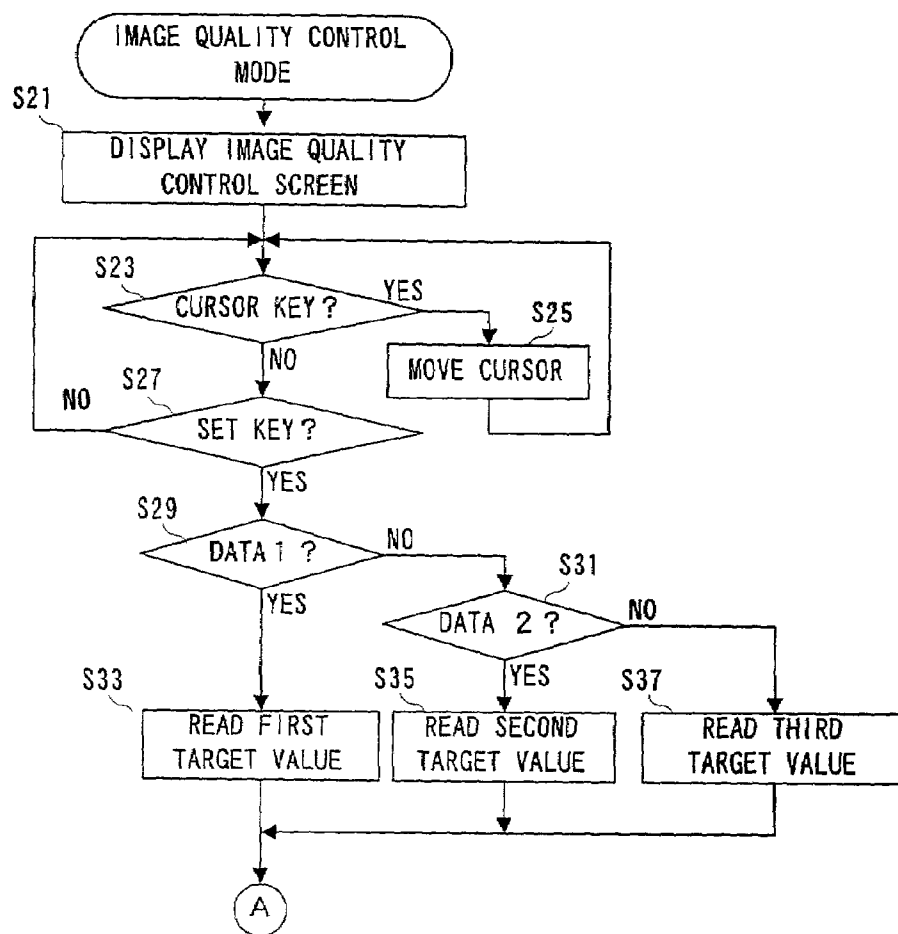 IMAGE QUALITY CONTROL
MODE
S21
DISPLAY IMAGE QUALITY
CONTROL SCREEN
S23
CURSOR KEY?
YES
S25
MOVE CURSOR
NO
S27
NO
SET KEY?
YES
S29
DATA 1 ?
NO
S31
YES
DATA 2 ?
NO
YES
S33
READ FIRST
TARGET VALUE
S35
READ SECOND
TARGET VALUE
S37
READ THIRD
TARGET VALUE
A